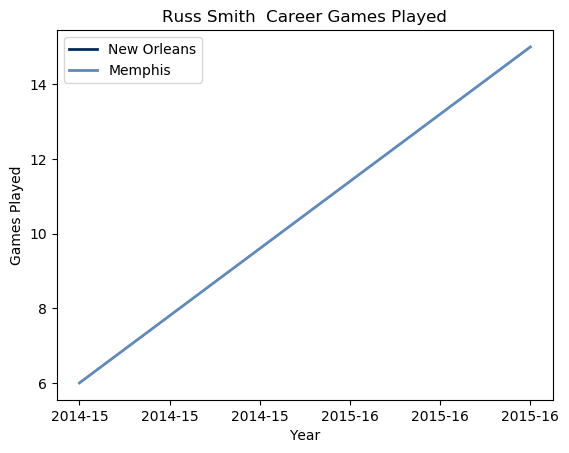 Russ Smith  Career Games Played
New Orleans
Memphis
Games Played
14
12
10
8
6
2014-15 2014-15 2014-15 2015-16 2015-16 2015-16
Year